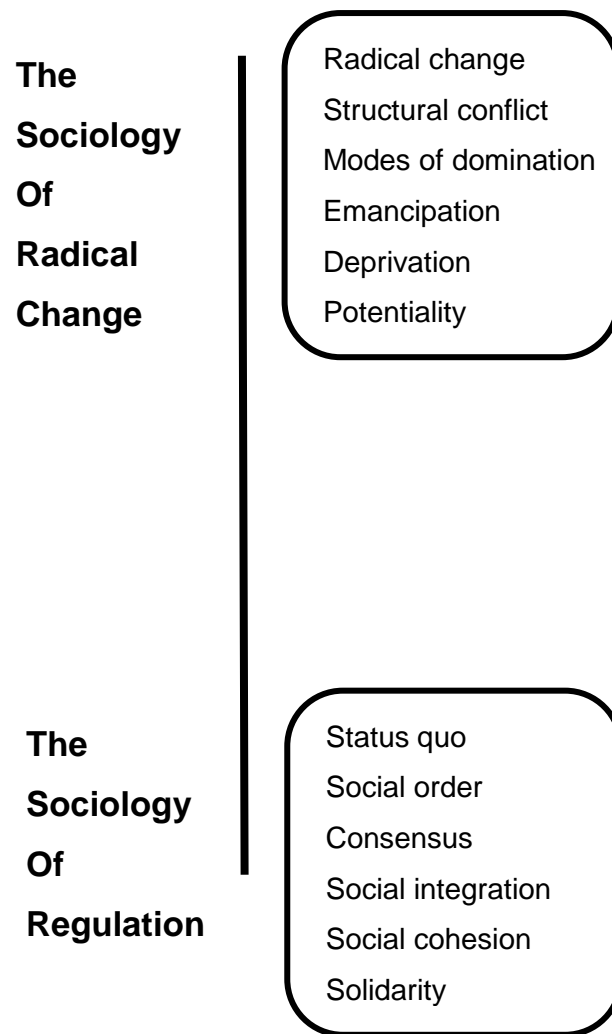 The
Sociology
Of
Radical
Change
Radical change
Structural conflict
Modes of domination
Emancipation
Deprivation
Potentiality
The
Sociology
Of
Regulation
Status quo
Social order
Consensus
Social integration
Social cohesion
Solidarity